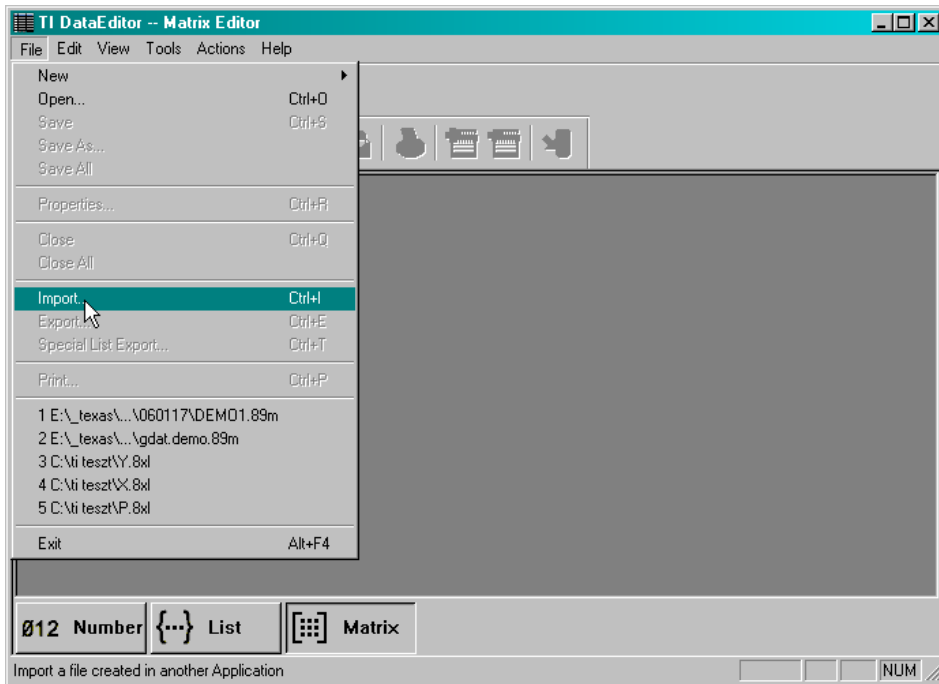 TI DataEditor -- Matrix Editor
File Edit View Tools Actions Help
New
Open... Ctrl+O
Save Ctrl+S
Save As...
Save All
Properties... Ctrl+R
Close Ctrl+Q
Close All
Import... Ctrl+I
Export... Ctrl+E
Special List Export... Ctrl+T
Print... Ctrl+P
1 E:\_texas\...\060117\DEMO1.89m
2 E:\_texas\...\gdat.demo.89m
3 C:\ti teszt\Y.8xl
4 C:\ti teszt\X.8xl
5 C:\ti teszt\P.8xl
Exit Alt+F4
Ø12 Number {···} List Matrix
Import a file created in another Application NUM